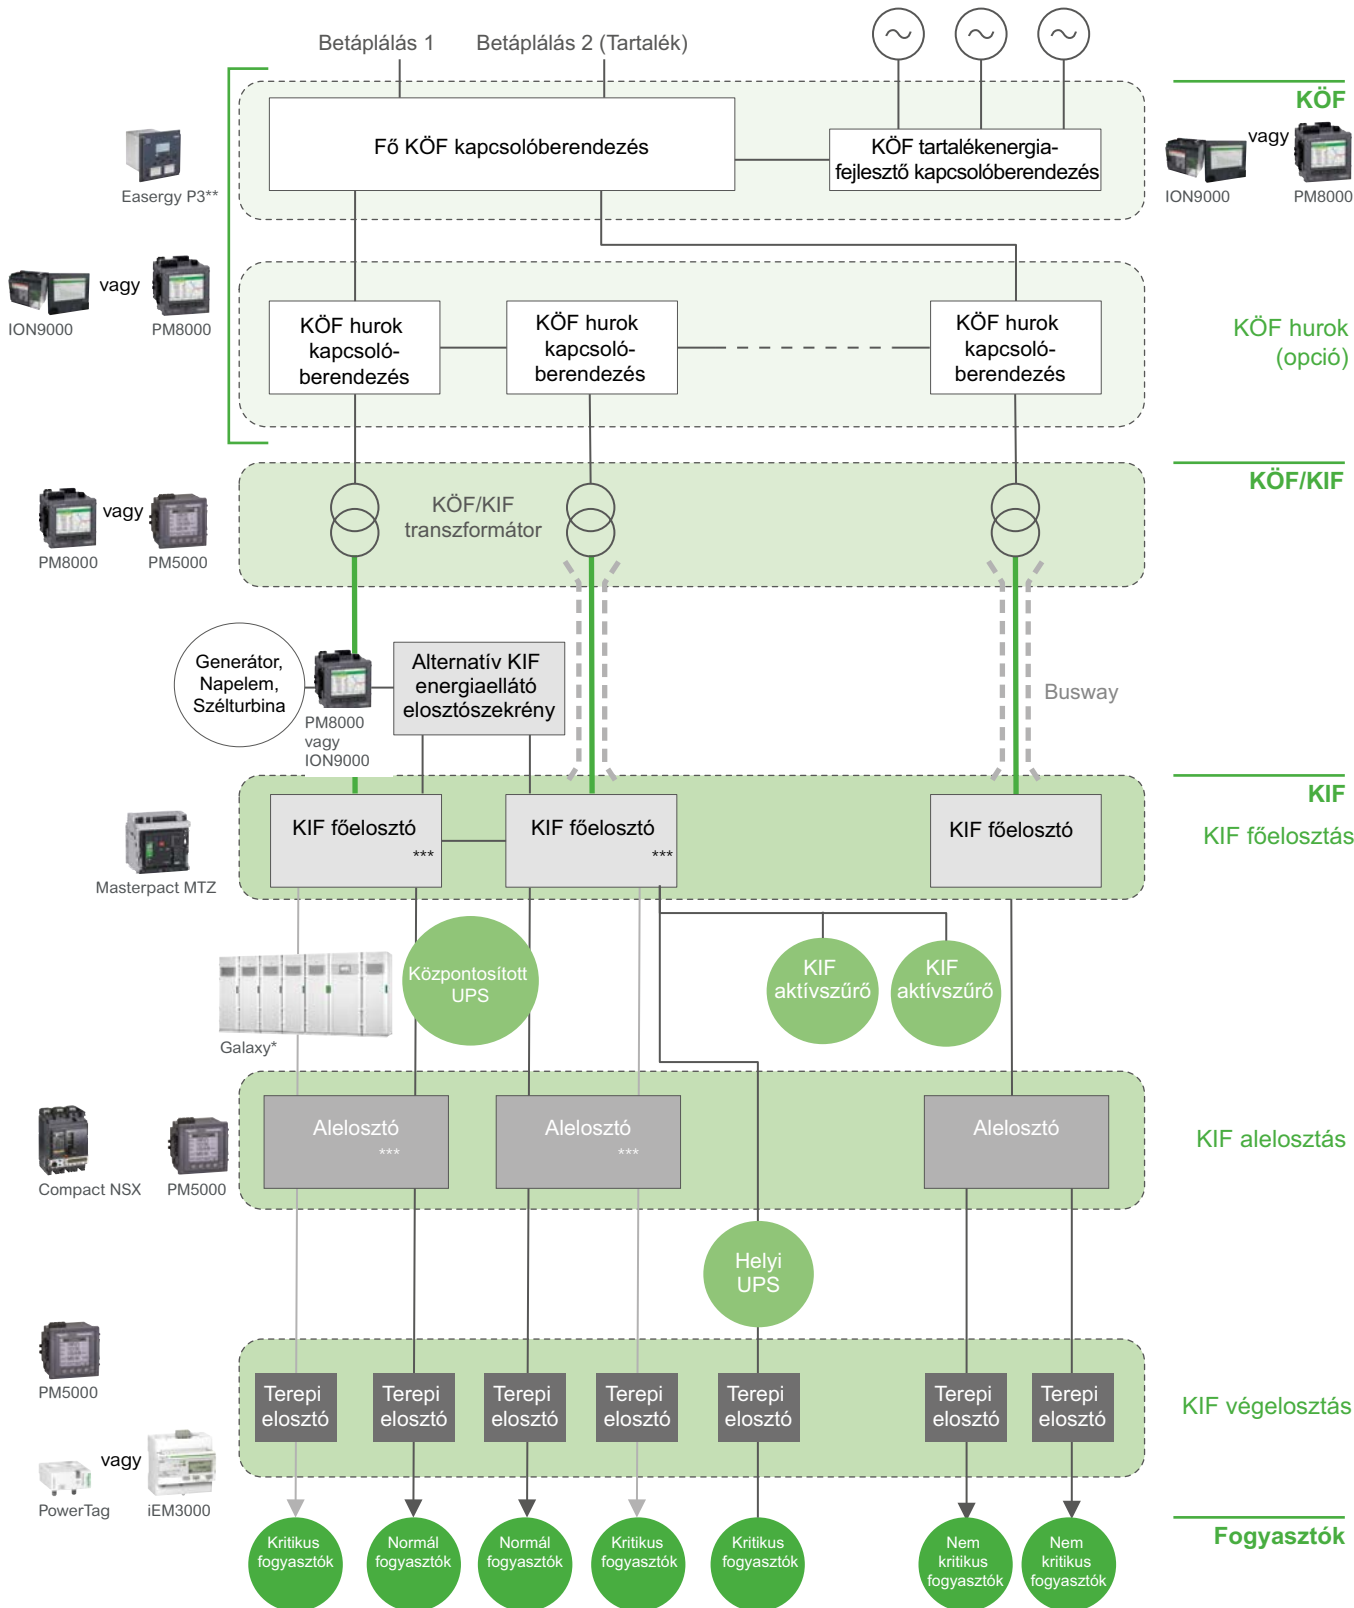 Betáplálás 1
Betáplálás 2 (Tartalék)
KÖF
Fő KÖF kapcsolóberendezés
KÖF tartalékenergia-
fejlesztő kapcsolóberendezés
Easergy P3**
vagy
ION9000
PM8000
vagy
ION9000
PM8000
KÖF hurok
kapcsoló-
berendezés
KÖF hurok
kapcsoló-
berendezés
KÖF hurok
kapcsoló-
berendezés
KÖF hurok
(opció)
KÖF/KIF
vagy
PM8000
PM5000
KÖF/KIF
transzformátor
Generátor,
Napelem,
Szélturbina
PM8000
vagy
ION9000
Alternatív KIF
energiaellátó
elosztószekrény
Busway
KIF
KIF főelosztás
Masterpact MTZ
KIF főelosztó
***
KIF főelosztó
***
KIF főelosztó
Galaxy*
Központosított
UPS
KIF
aktívszűrő
KIF
aktívszűrő
Compact NSX
PM5000
Alelosztó
***
Alelosztó
***
Alelosztó
KIF alelosztás
Helyi
UPS
PM5000
Terepi
elosztó
Terepi
elosztó
Terepi
elosztó
Terepi
elosztó
Terepi
elosztó
Terepi
elosztó
Terepi
elosztó
KIF végelosztás
vagy
PowerTag
iEM3000
Kritikus
fogyasztók
Normál
fogyasztók
Normál
fogyasztók
Kritikus
fogyasztók
Kritikus
fogyasztók
Nem
kritikus
fogyasztók
Nem
kritikus
fogyasztók
Fogyasztók